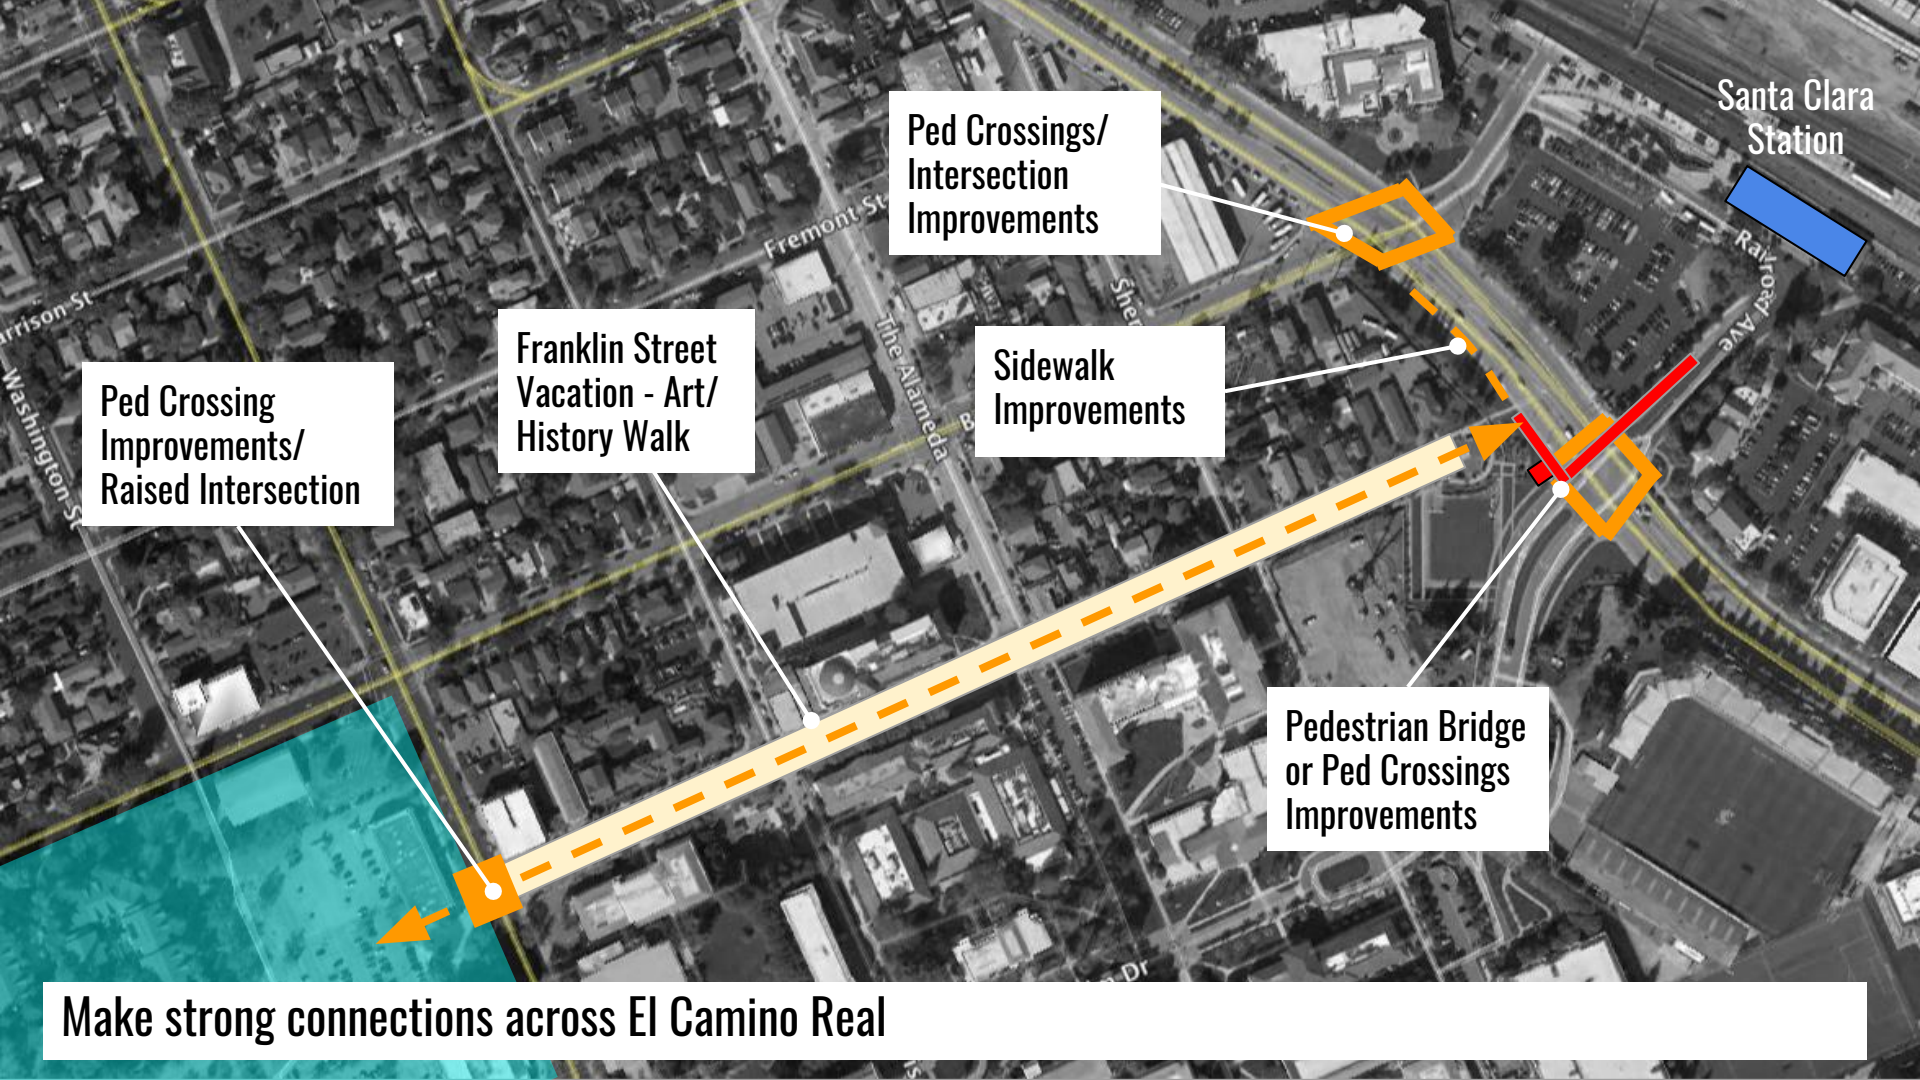 Santa Clara
Station
Ped Crossings/
Intersection
Improvements
Fremont St
Railroad Ave
The Alameda
Franklin Street
Vacation - Art/
History Walk
Sidewalk
Improvements
Washington St
Ped Crossing
Improvements/
Raised Intersection
Pedestrian Bridge
or Ped Crossings
Improvements
Dr
Make strong connections across El Camino Real